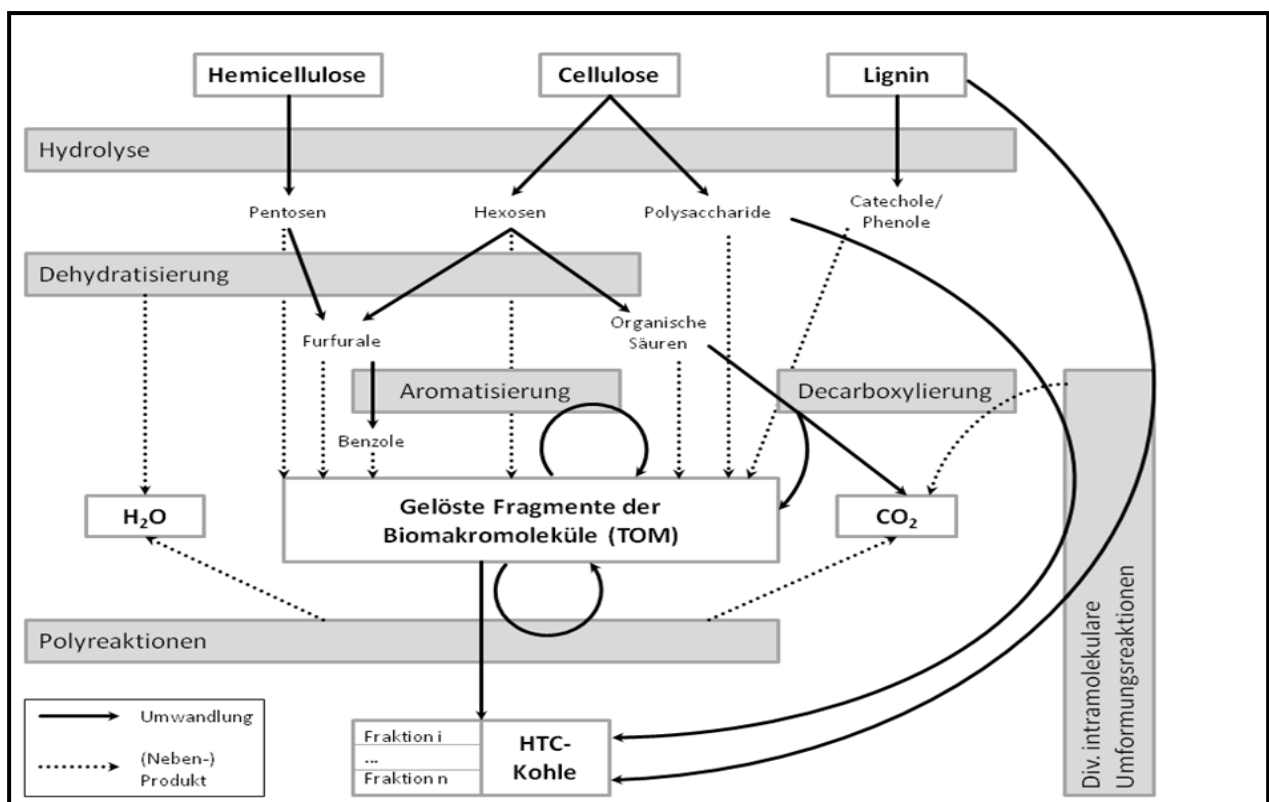 Hemicellulose
Cellulose
Lignin
Hydrolyse
Pentosen
Hexosen
Polysaccharide
Catechole/
Phenole
Dehydratisierung
Furfurale
Organische
Säuren
Aromatisierung
Decarboxylierung
Benzole
H₂O
Gelöste Fragmente der
Biomakromoleküle (TOM)
CO₂
Polyreaktionen
Div. intramolekulare
Umformungsreaktionen
Umwandlung
(Neben-)
Produkt
Fraktion i
...
Fraktion n
HTC-
Kohle